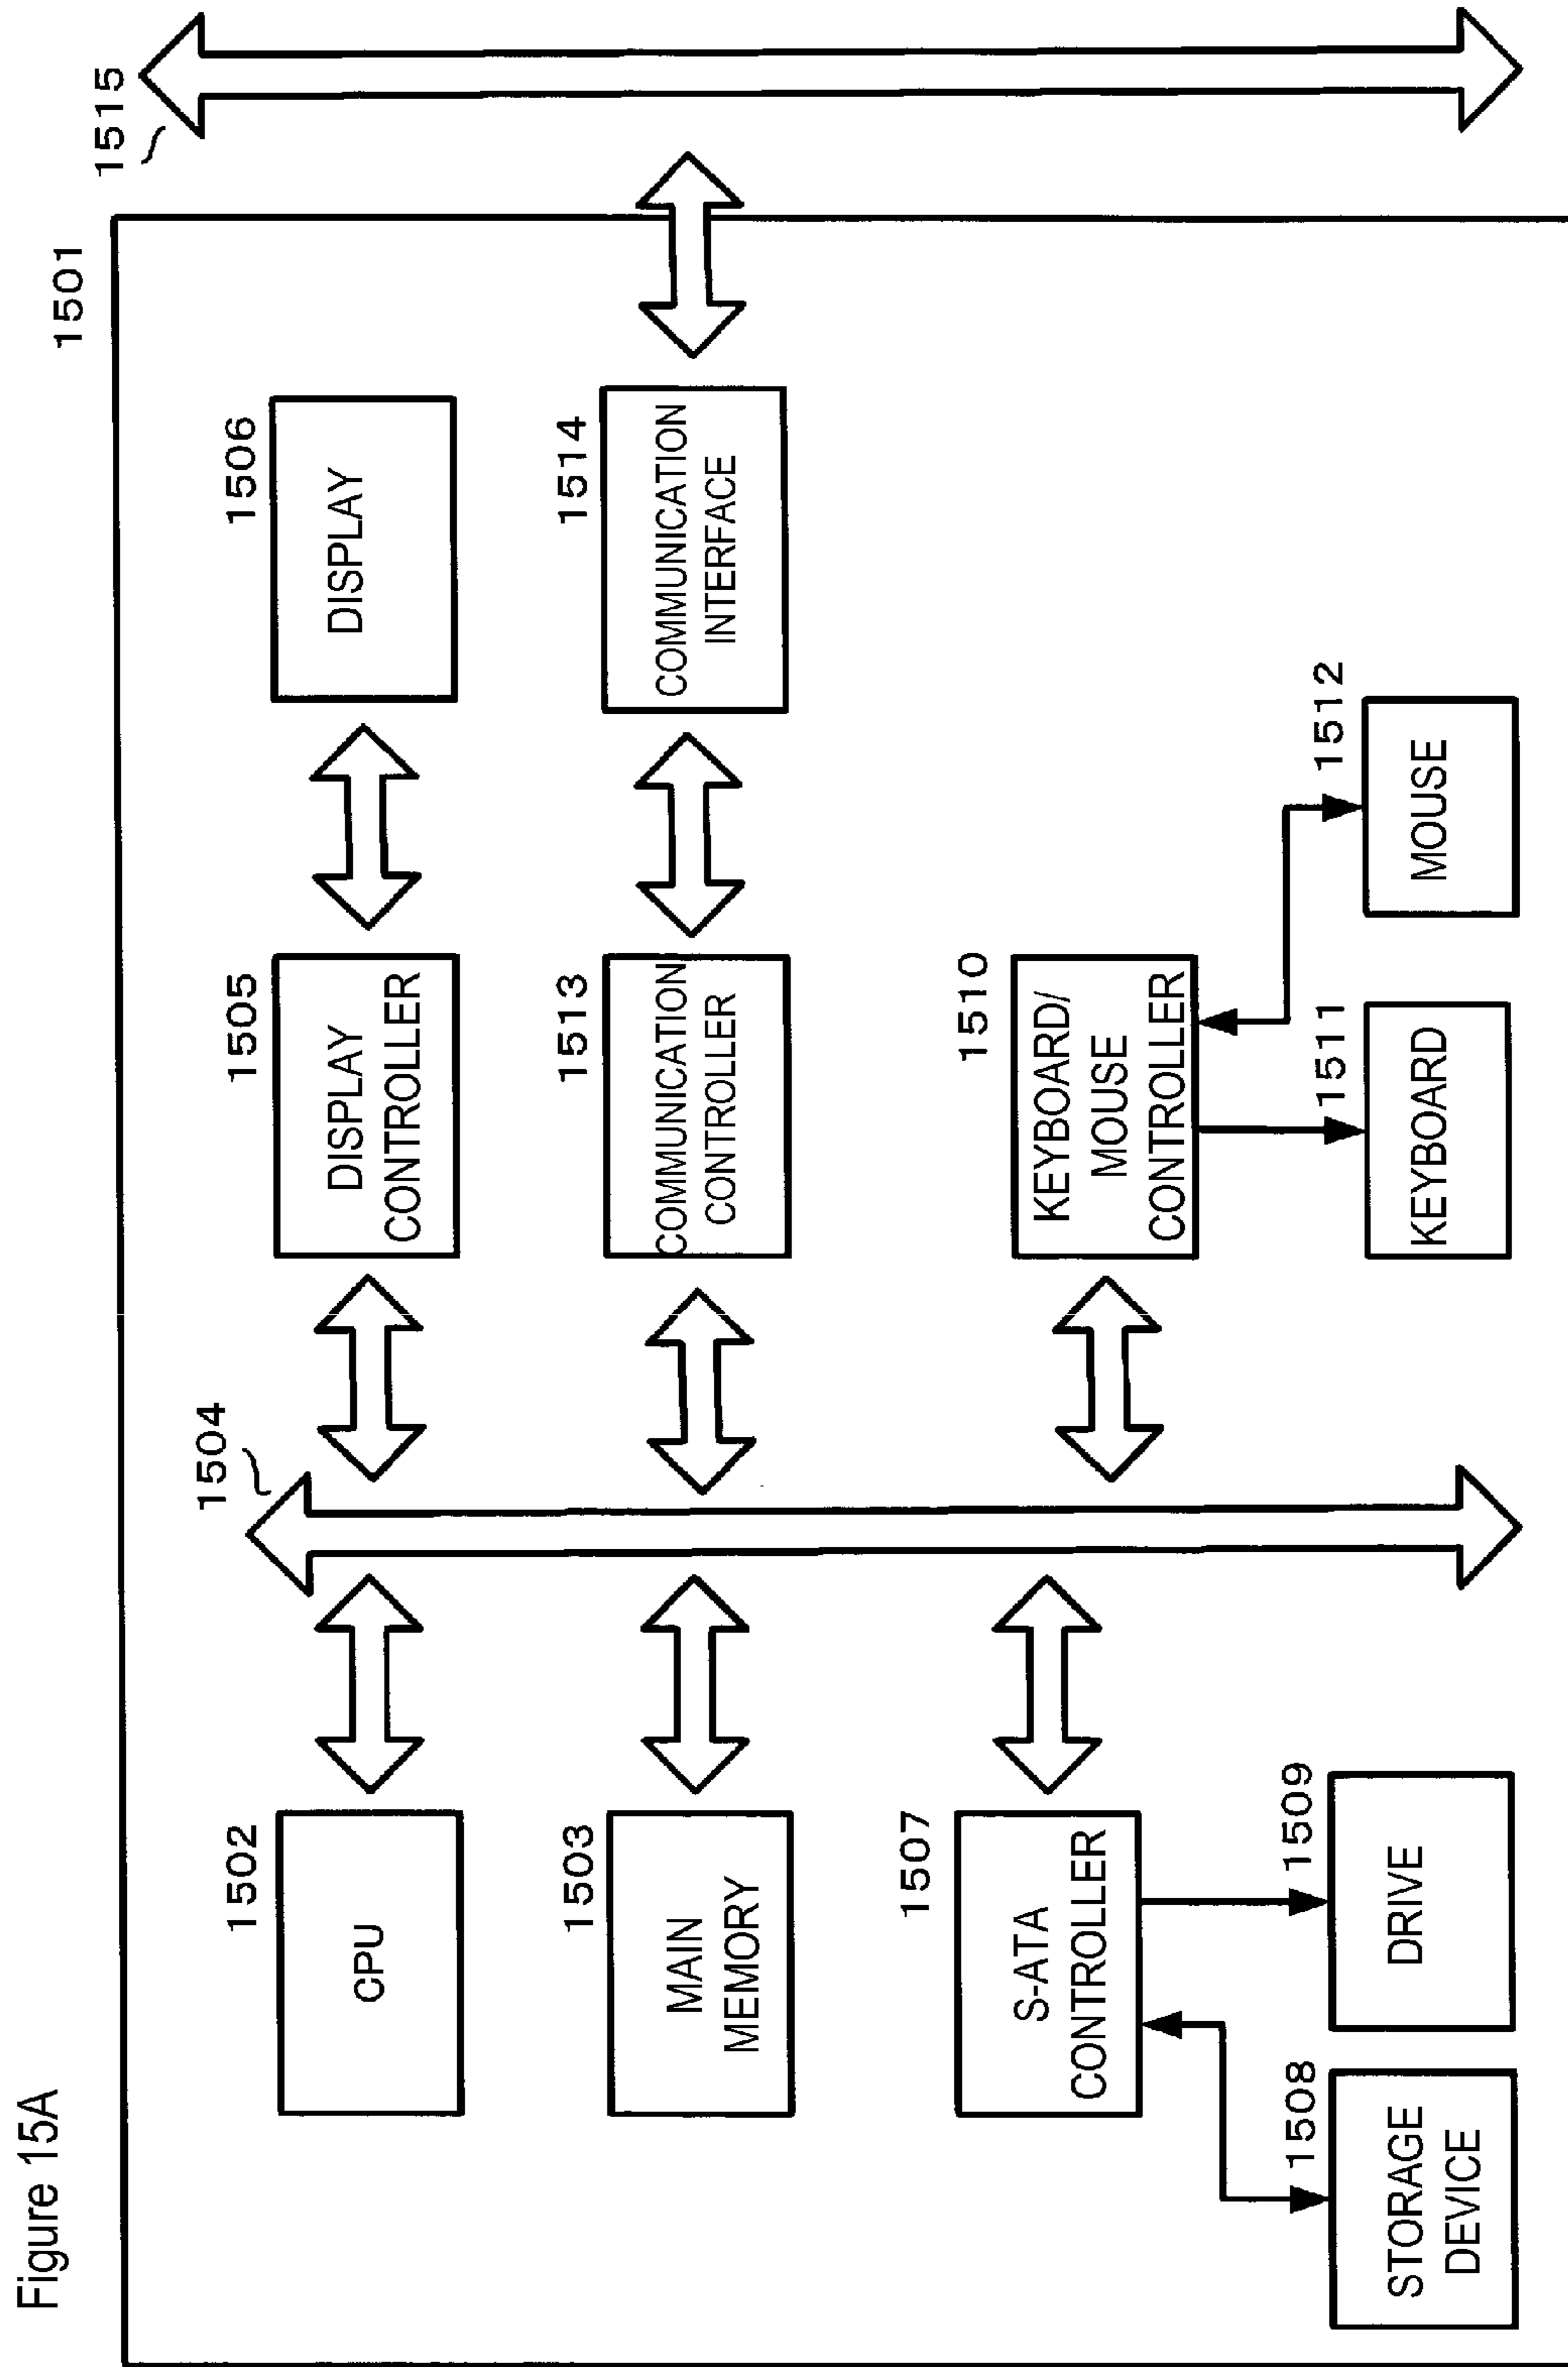 Figure 15A
1501
1515
1502
CPU
1504
1505
DISPLAY
CONTROLLER
1506
DISPLAY
1503
MAIN
MEMORY
1513
COMMUNICATION
CONTROLLER
1514
COMMUNICATION
INTERFACE
1507
S-ATA
CONTROLLER
1510
KEYBOARD/
MOUSE
CONTROLLER
1508
STORAGE
DEVICE
1509
DRIVE
1511
KEYBOARD
1512
MOUSE